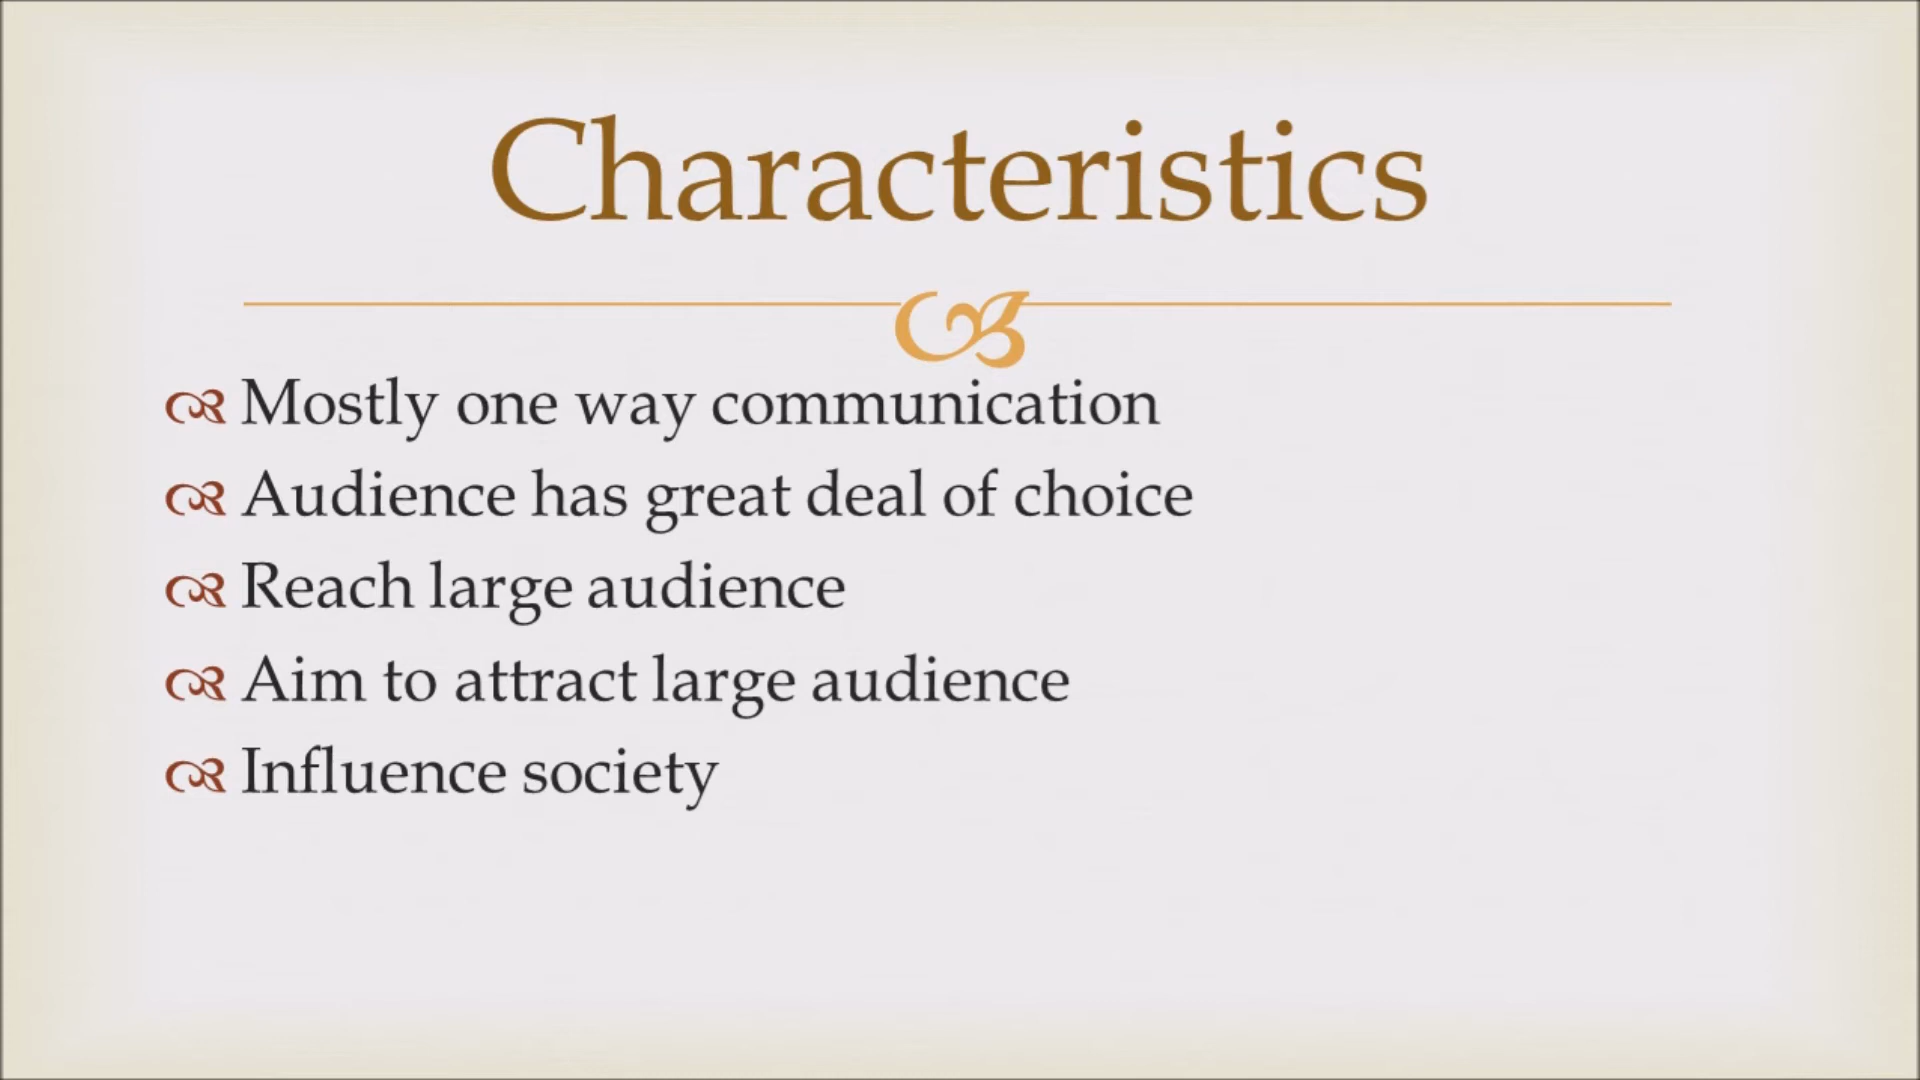 Characteristics
Mostly one way communication
Audience has great deal of choice
Reach large audience
Aim to attract large audience
Influence society